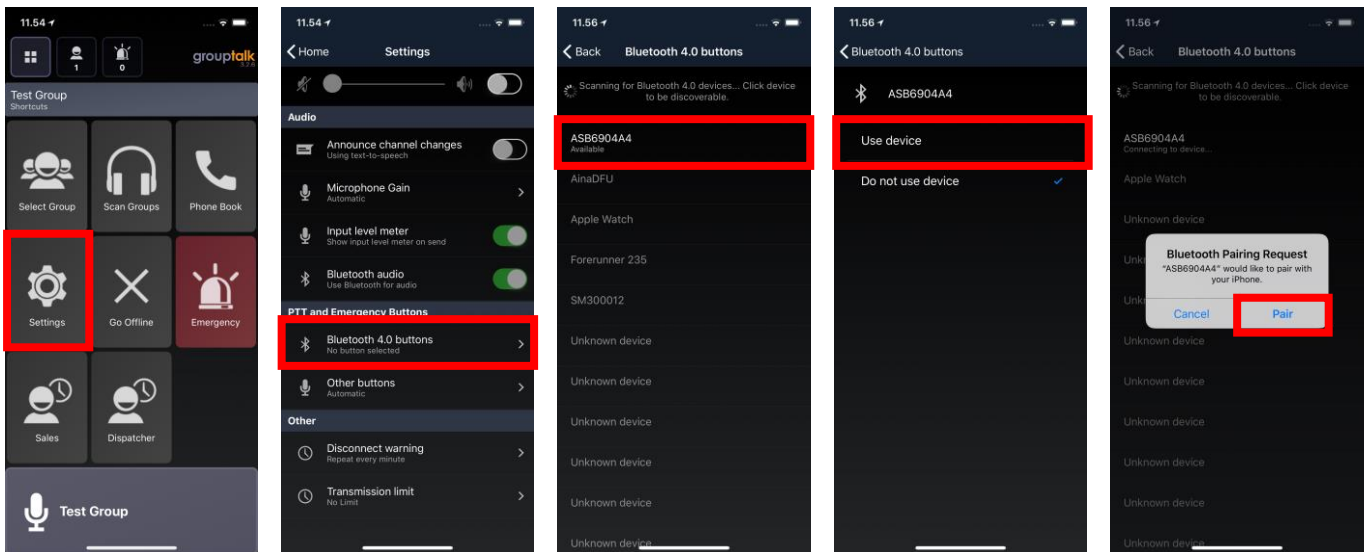 11.54
1
0
grouptalk
Test Group
Shortcuts
Select Group
Scan Groups
Phone Book
Settings
Go Offline
Emergency
Sales
Dispatcher
Test Group
11.54
Home
Settings
Audio
Announce channel changes
Using text-to-speech
Microphone Gain
Automatic
Input level meter
Show input level meter on send
Bluetooth audio
Use Bluetooth for audio
PTT and Emergency Buttons
Bluetooth 4.0 buttons
No button selected
Other buttons
Automatic
Other
Disconnect warning
Repeat every minute
Transmission limit
No Limit
11.56
Back
Bluetooth 4.0 buttons
Scanning for Bluetooth 4.0 devices... Click device
to be discoverable.
ASB6904A4
Available
AinaDFU
Apple Watch
Forerunner 235
SM300012
Unknown device
Unknown device
Unknown device
Unknown device
Unknown device
Unknown device
11.56
Bluetooth 4.0 buttons
ASB6904A4
Use device
Do not use device
11.56
Back
Bluetooth 4.0 buttons
Scanning for Bluetooth 4.0 devices... Click device
to be discoverable.
ASB6904A4
Connecting to device...
Apple Watch
Unknown device
Bluetooth Pairing Request
"ASB6904A4" would like to pair with
your iPhone.
Cancel
Pair
Unknown device
Unknown device
Unknown device
Unknown device
Unknown device
Unknown device